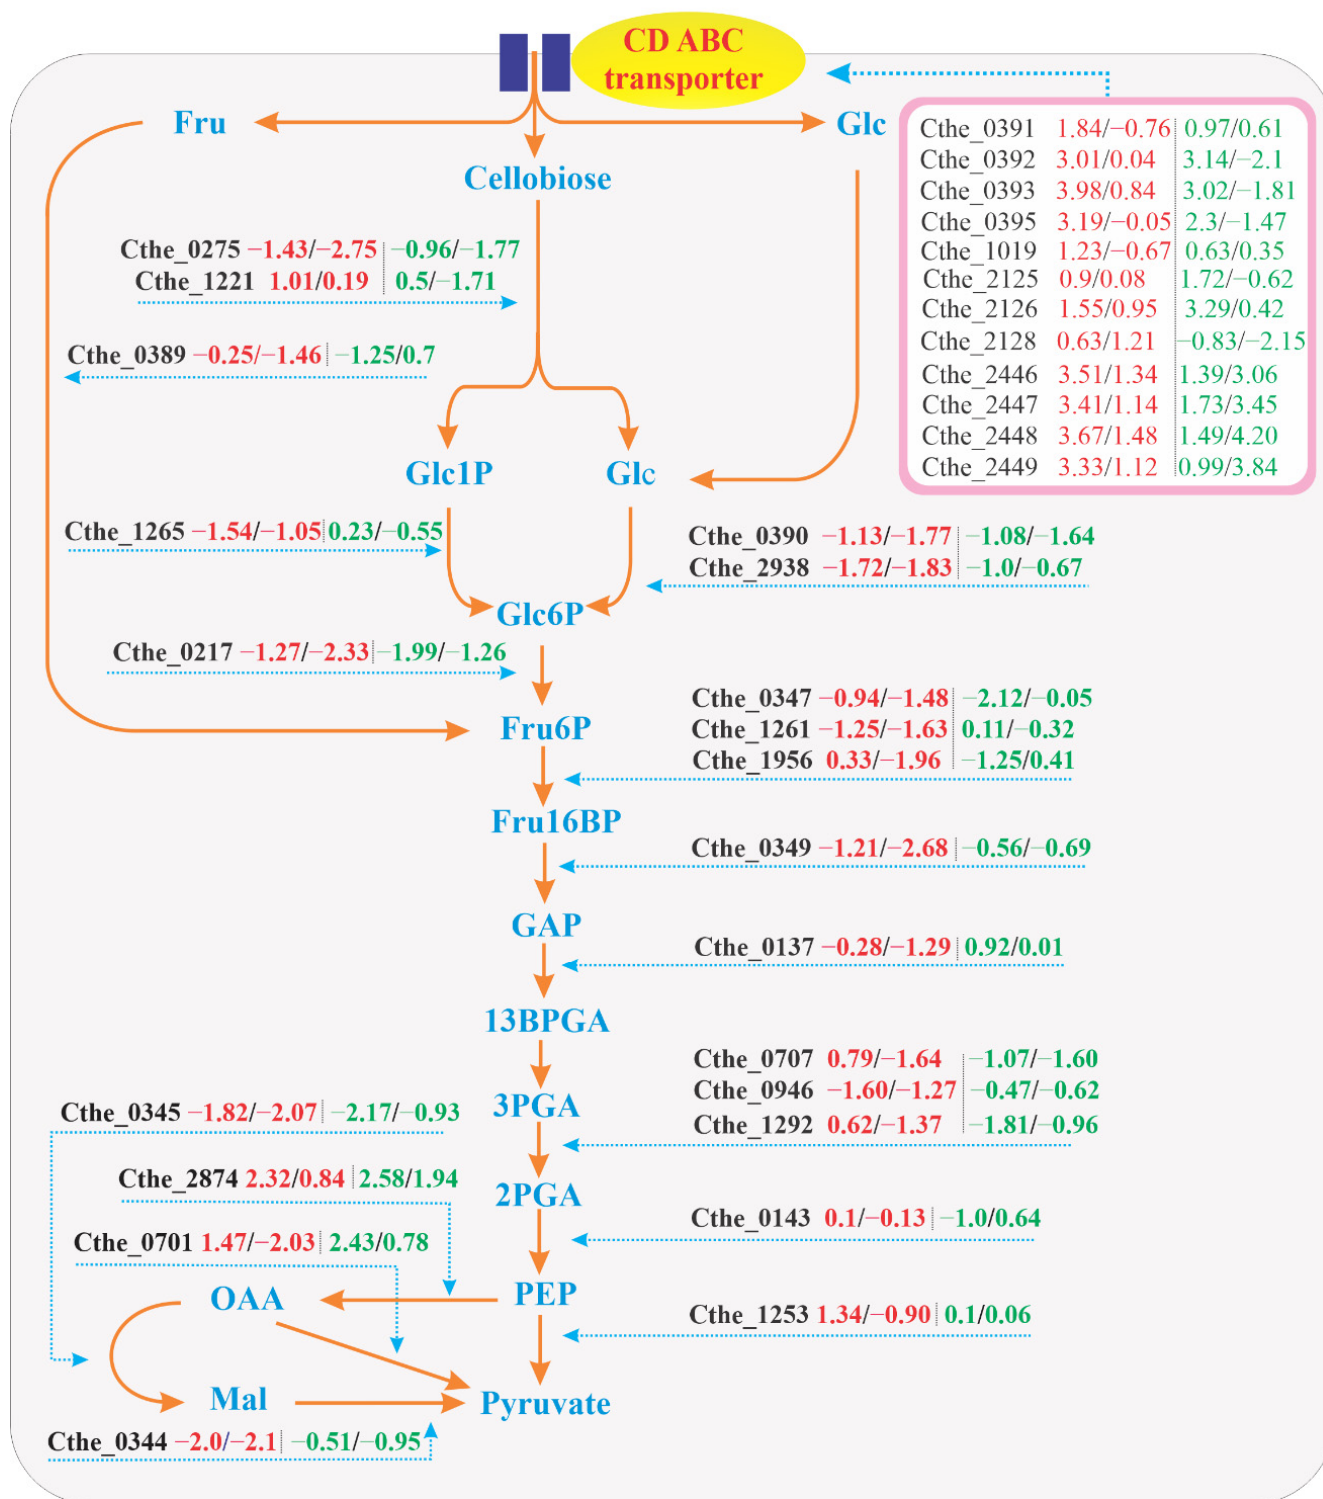 CD ABC
transporter
Fru
Glc
Cellobiose
Cthe_0391 1.84/−0.76 0.97/0.61
Cthe_0392 3.01/0.04 3.14/−2.1
Cthe_0393 3.98/0.84 3.02/−1.81
Cthe_0395 3.19/−0.05 2.3/−1.47
Cthe_1019 1.23/−0.67 0.63/0.35
Cthe_2125 0.9/0.08 1.72/−0.62
Cthe_2126 1.55/0.95 3.29/0.42
Cthe_2128 0.63/1.21 −0.83/−2.15
Cthe_2446 3.51/1.34 1.39/3.06
Cthe_2447 3.41/1.14 1.73/3.45
Cthe_2448 3.67/1.48 1.49/4.20
Cthe_2449 3.33/1.12 0.99/3.84
Cthe_0275 −1.43/−2.75 −0.96/−1.77
Cthe_1221 1.01/0.19 0.5/−1.71
Cthe_0389 −0.25/−1.46 −1.25/0.7
Glc1P
Glc
Cthe_1265 −1.54/−1.05 0.23/−0.55
Cthe_0390 −1.13/−1.77 −1.08/−1.64
Cthe_2938 −1.72/−1.83 −1.0/−0.67
Glc6P
Cthe_0217 −1.27/−2.33 −1.99/−1.26
Cthe_0347 −0.94/−1.48 −2.12/−0.05
Cthe_1261 −1.25/−1.63 0.11/−0.32
Cthe_1956 0.33/−1.96 −1.25/0.41
Fru6P
Fru16BP
Cthe_0349 −1.21/−2.68 −0.56/−0.69
GAP
Cthe_0137 −0.28/−1.29 0.92/0.01
13BPGA
Cthe_0707 0.79/−1.64 −1.07/−1.60
Cthe_0946 −1.60/−1.27 −0.47/−0.62
Cthe_1292 0.62/−1.37 −1.81/−0.96
3PGA
Cthe_0345 −1.82/−2.07 −2.17/−0.93
Cthe_2874 2.32/0.84 2.58/1.94
2PGA
Cthe_0143 0.1/−0.13 −1.0/0.64
Cthe_0701 1.47/−2.03 2.43/0.78
OAA
PEP
Cthe_1253 1.34/−0.90 0.1/0.06
Mal
Pyruvate
Cthe_0344 −2.0/−2.1 −0.51/−0.95